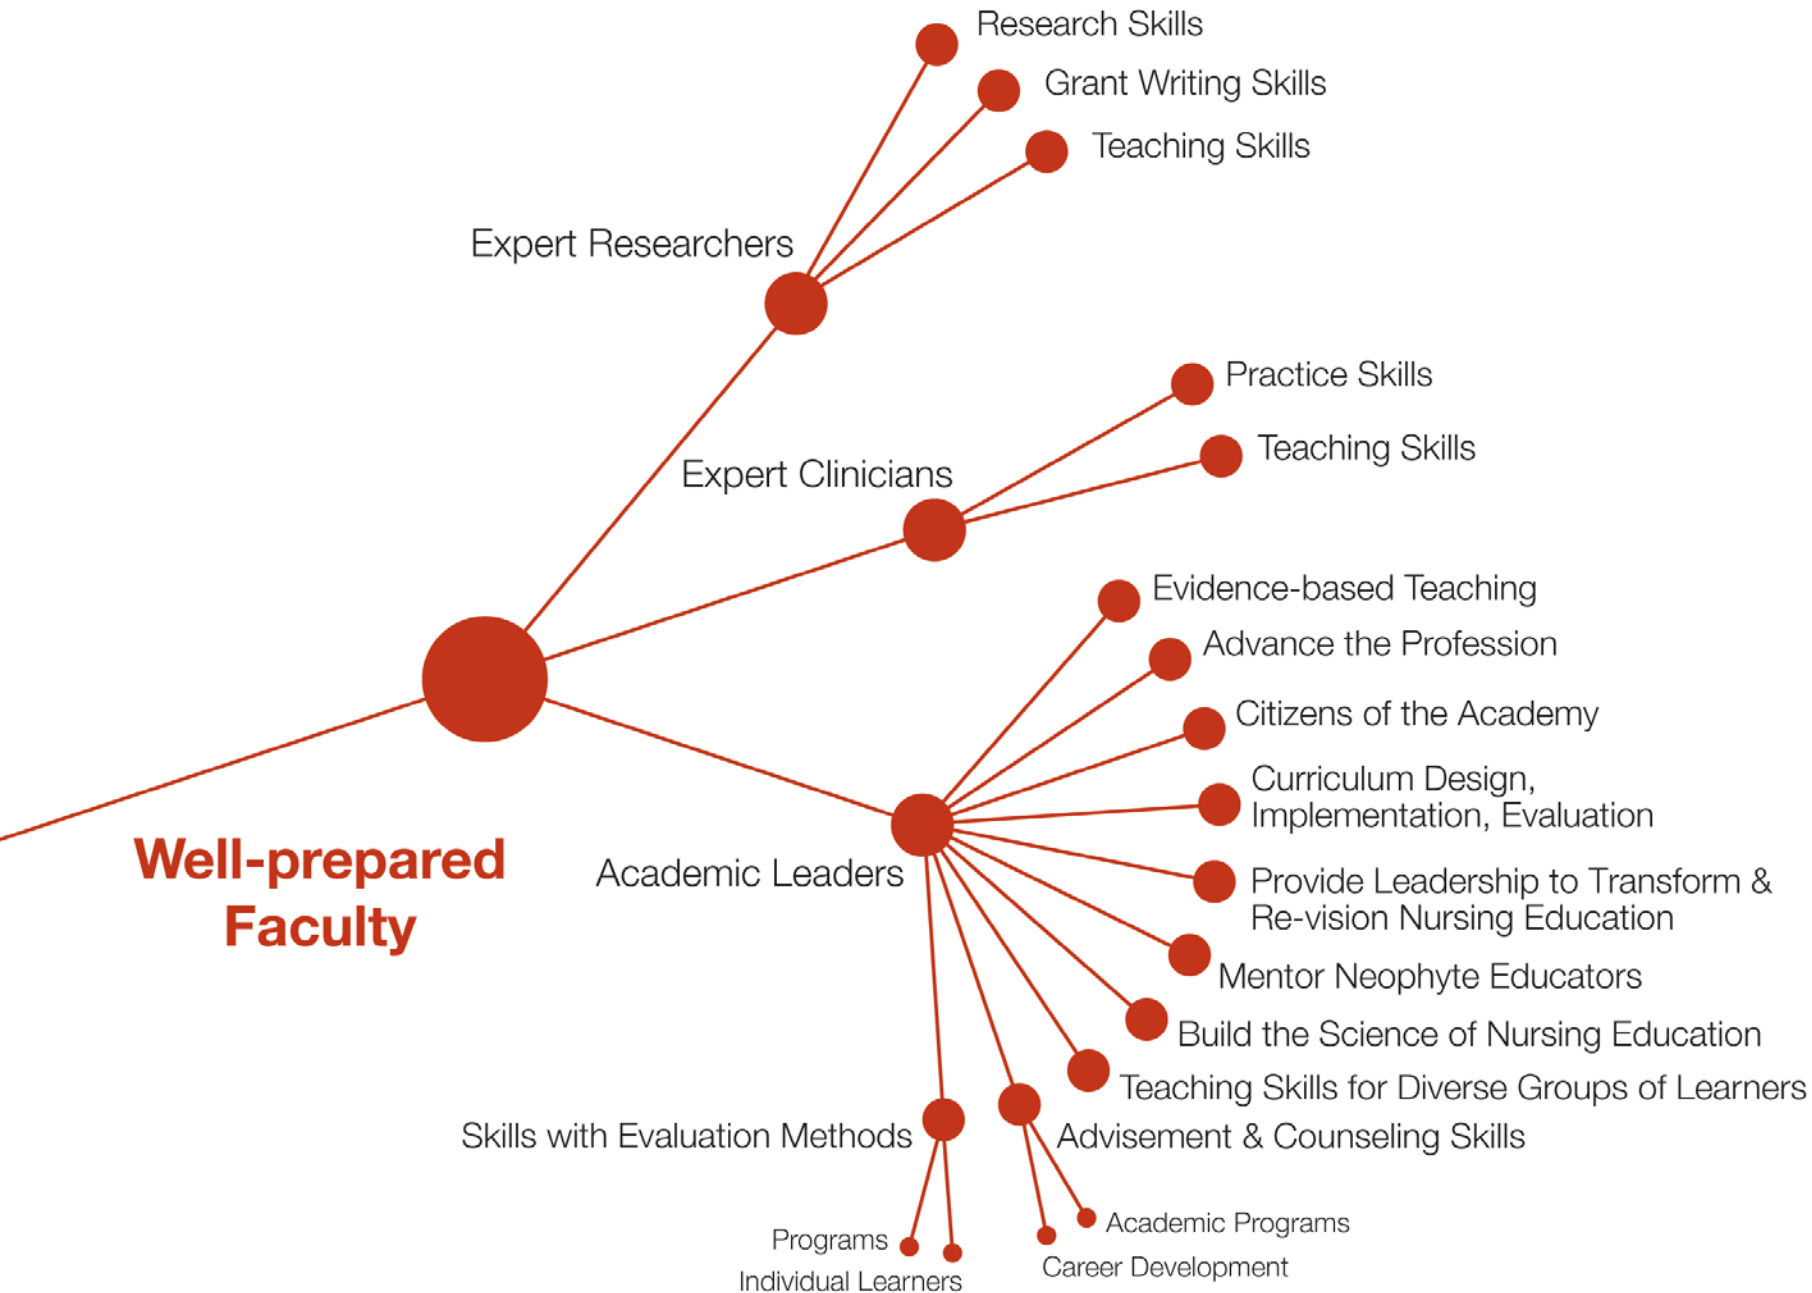 Research Skills
Grant Writing Skills
Teaching Skills
Expert Researchers
Practice Skills
Teaching Skills
Expert Clinicians
Evidence-based Teaching
Advance the Profession
Citizens of the Academy
Curriculum Design,
Implementation, Evaluation
Well-prepared
Faculty
Academic Leaders
Provide Leadership to Transform &
Re-vision Nursing Education
Mentor Neophyte Educators
Build the Science of Nursing Education
Teaching Skills for Diverse Groups of Learners
Skills with Evaluation Methods
Advisement & Counseling Skills
Programs
Individual Learners
Academic Programs
Career Development